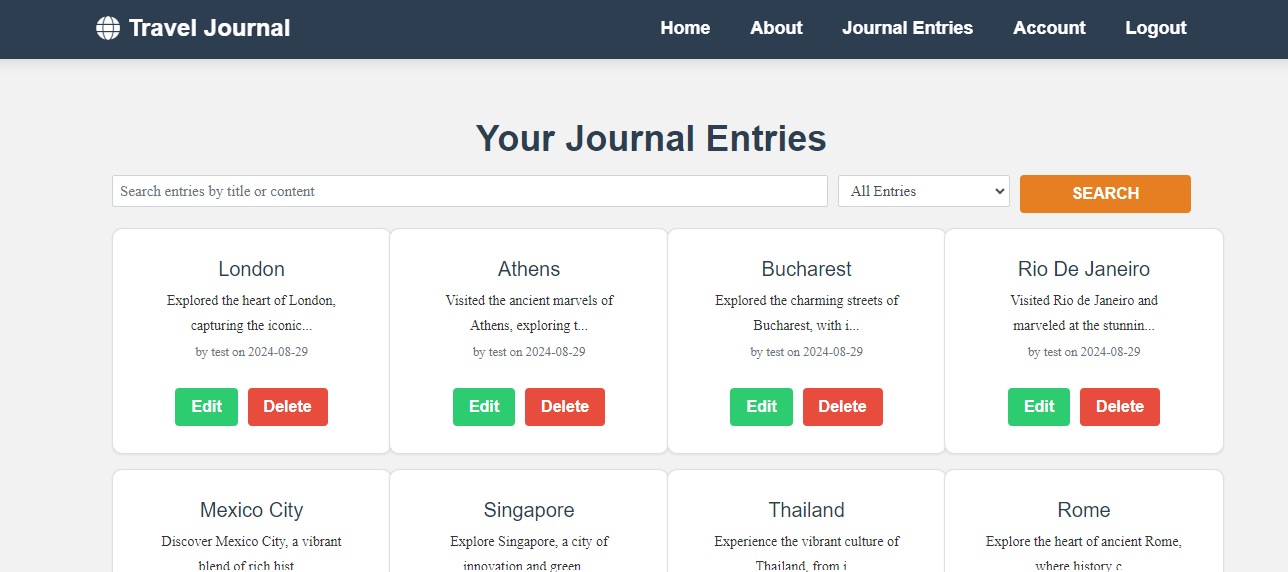 Travel Journal
Home About Journal Entries Account Logout
Your Journal Entries
Search entries by title or content
All Entries
SEARCH
London
Explored the heart of London,
capturing the iconic...
by test on 2024-08-29
Edit Delete
Athens
Visited the ancient marvels of
Athens, exploring t...
by test on 2024-08-29
Edit Delete
Bucharest
Explored the charming streets of
Bucharest, with i...
by test on 2024-08-29
Edit Delete
Rio De Janeiro
Visited Rio de Janeiro and
marveled at the stunnin...
by test on 2024-08-29
Edit Delete
Mexico City
Discover Mexico City, a vibrant
blend of rich hist
Singapore
Explore Singapore, a city of
innovation and green
Thailand
Experience the vibrant culture of
Thailand, from i
Rome
Explore the heart of ancient Rome,
where history c